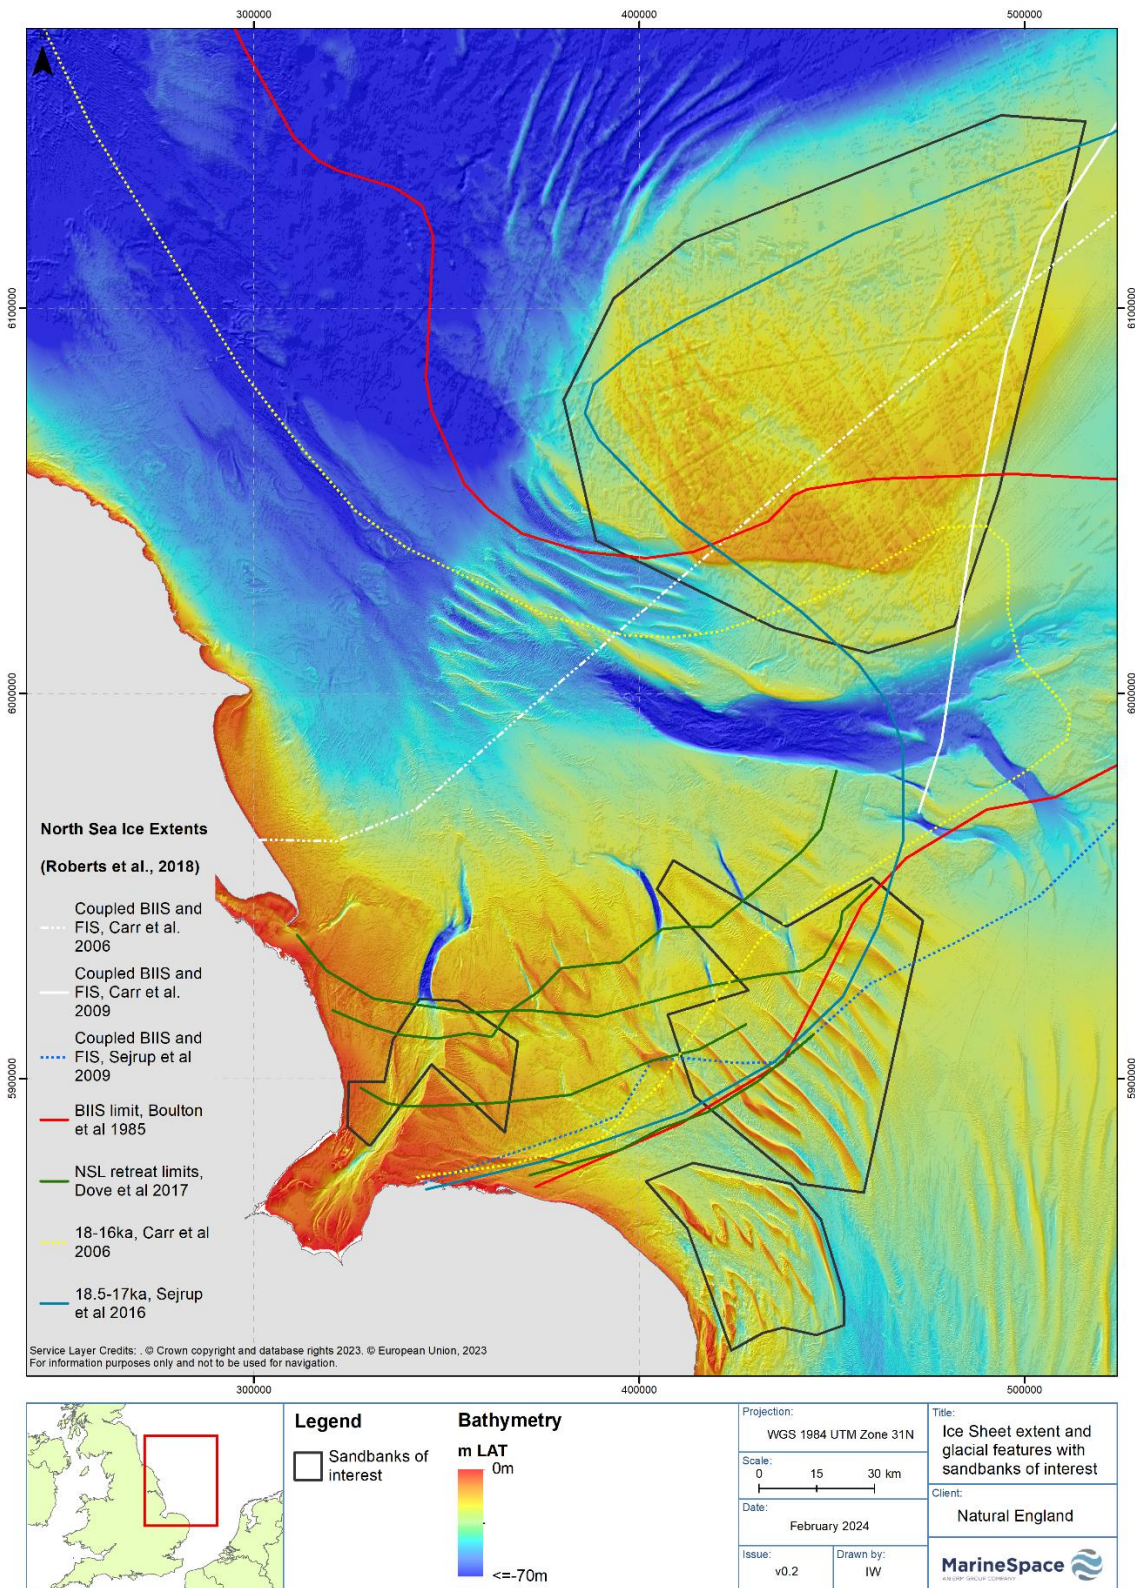 300000
400000
500000
6100000
6100000
6000000
6000000
5900000
5900000
North Sea Ice Extents
(Roberts et al., 2018)
Coupled BIIS and
FIS, Carr et al.
2006
Coupled BIIS and
FIS, Carr et al.
2009
Coupled BIIS and
FIS, Sejrup et al
2009
BIIS limit, Boulton
et al 1985
NSL retreat limits,
Dove et al 2017
18-16ka, Carr et al
2006
18.5-17ka, Sejrup
et al 2016
Service Layer Credits: . © Crown copyright and database rights 2023. © European Union, 2023
For information purposes only and not to be used for navigation.
300000
400000
500000
Legend
Sandbanks of
interest
Bathymetry
m LAT
0m
<=-70m
Projection:
WGS 1984 UTM Zone 31N
Scale:
0 15 30 km
Date:
February 2024
Issue:
v0.2
Drawn by:
IW
Title:
Ice Sheet extent and
glacial features with
sandbanks of interest
Client:
Natural England
MarineSpace
AN ERM GROUP COMPANY